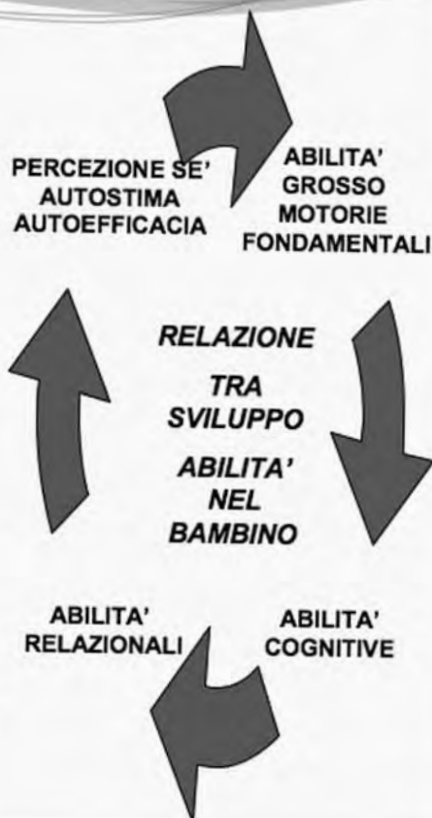 PERCEZIONE SE'
AUTOSTIMA
AUTOEFFICACIA
ABILITA'
GROSSO
MOTORIE
FONDAMENTALI
RELAZIONE
TRA
SVILUPPO
ABILITA'
NEL
BAMBINO
ABILITA'
RELAZIONALI
ABILITA'
COGNITIVE